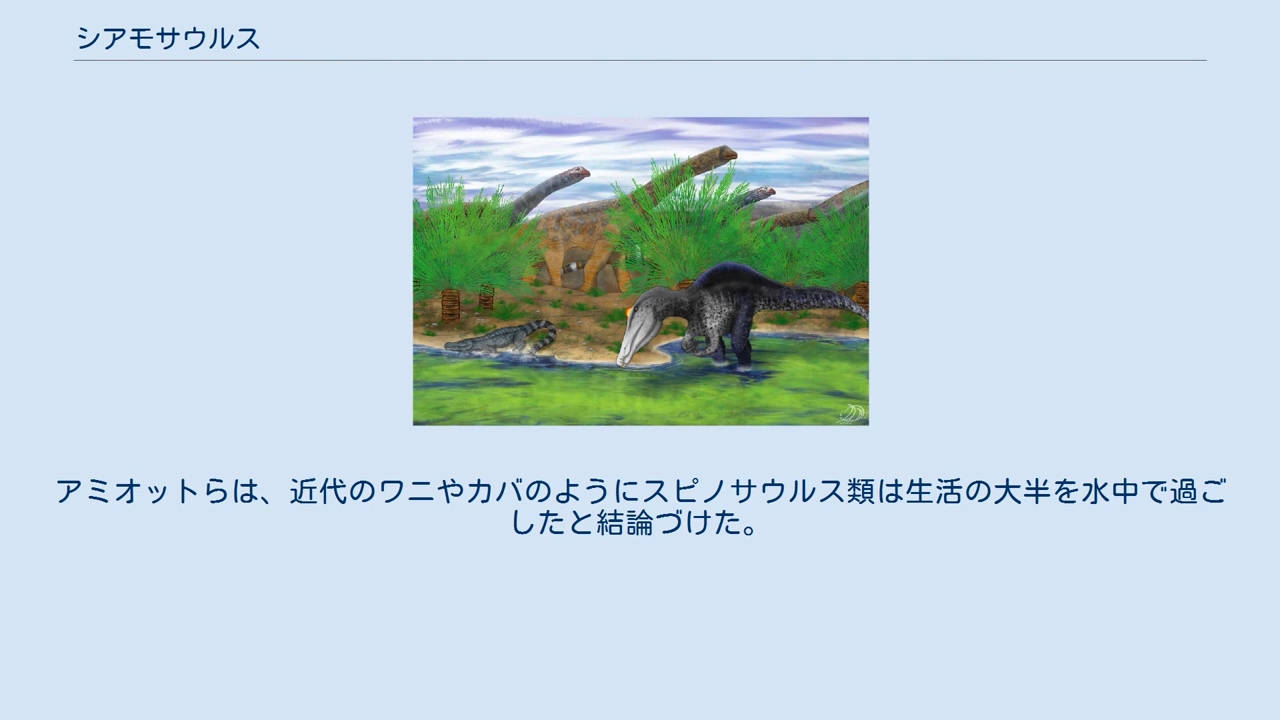 シアモサウルス
アミオットらは、近代のワニやカバのようにスピノサウルス類は生活の大半を水中で過ご
したと結論づけた。